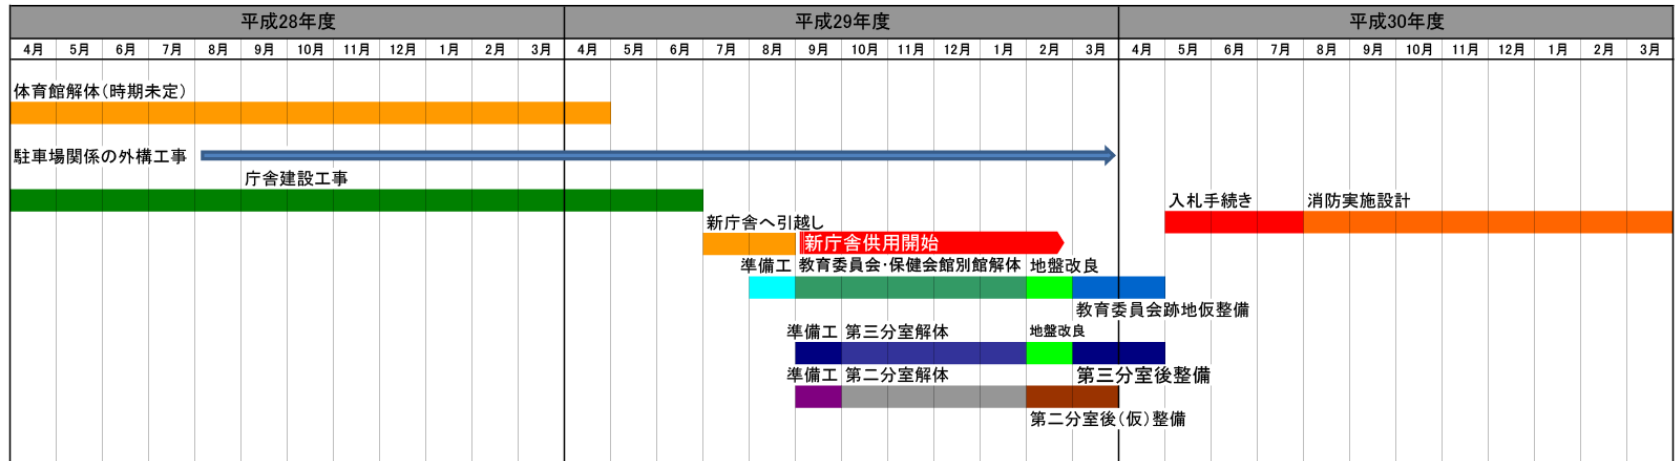 平成28年度 平成29年度 平成30年度
4月 5月 6月 7月 8月 9月 10月 11月 12月 1月 2月 3月 4月 5月 6月 7月 8月 9月 10月 11月 12月 1月 2月 3月 4月 5月 6月 7月 8月 9月 10月 11月 12月 1月 2月 3月
体育館解体(時期未定)
駐車場関係の外構工事
庁舎建設工事
入札手続き 消防実施設計
新庁舎へ引越し
新庁舎供用開始
準備工 教育委員会・保健会館別館解体 地盤改良
教育委員会跡地仮整備
準備工 第三分室解体 地盤改良
第三分室後整備
準備工 第二分室解体
第二分室後(仮)整備